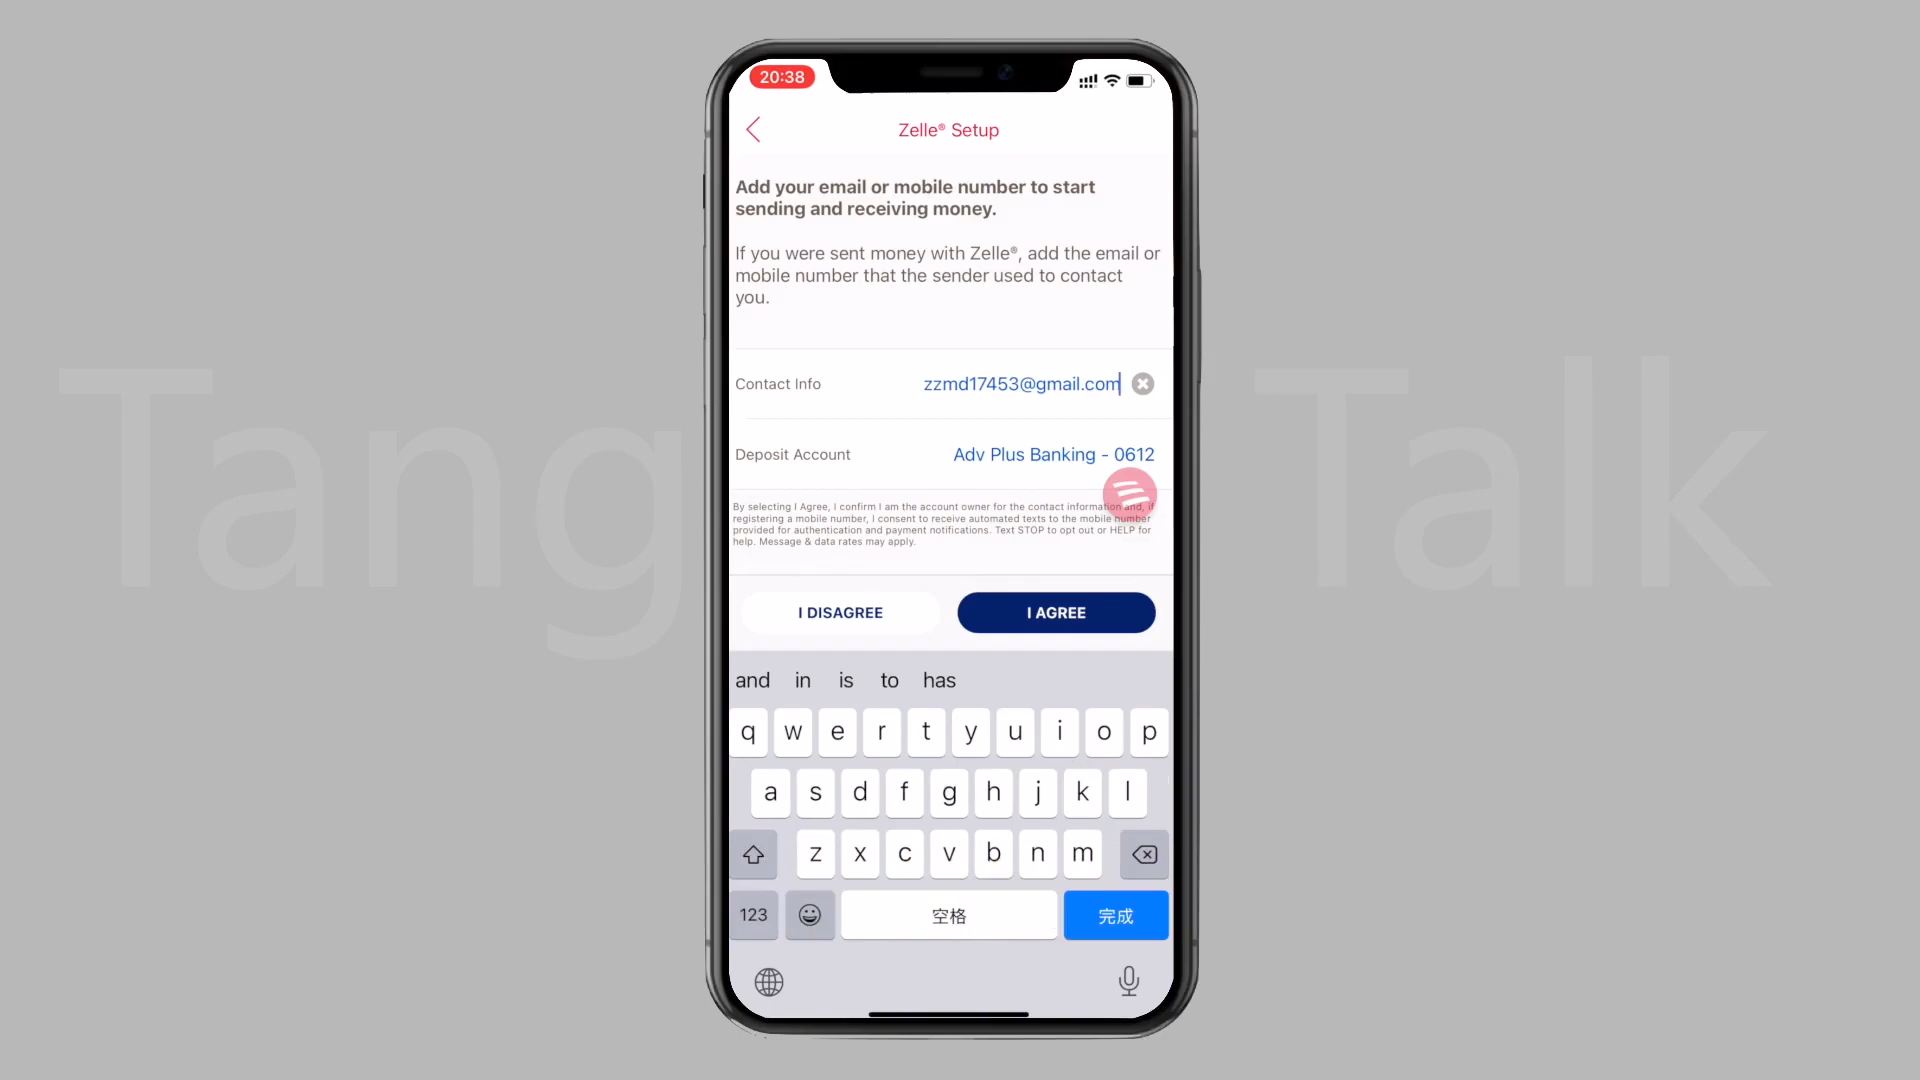 Tang Talk
20:38
Zelle® Setup
Add your email or mobile number to start
sending and receiving money.
If you were sent money with Zelle®, add the email or
mobile number that the sender used to contact
you.
Contact Info zzmd17453@gmail.com
Deposit Account Adv Plus Banking - 0612
By selecting I Agree, I confirm I am the account owner for the contact information and, if
registering a mobile number, I consent to receive automated texts to the mobile number
provided for authentication and payment notifications. Text STOP to opt out or HELP for
help. Message & data rates may apply.
I DISAGREE I AGREE
and in is to has
q w e r t y u i o p
a s d f g h j k l
z x c v b n m
123 空格 完成